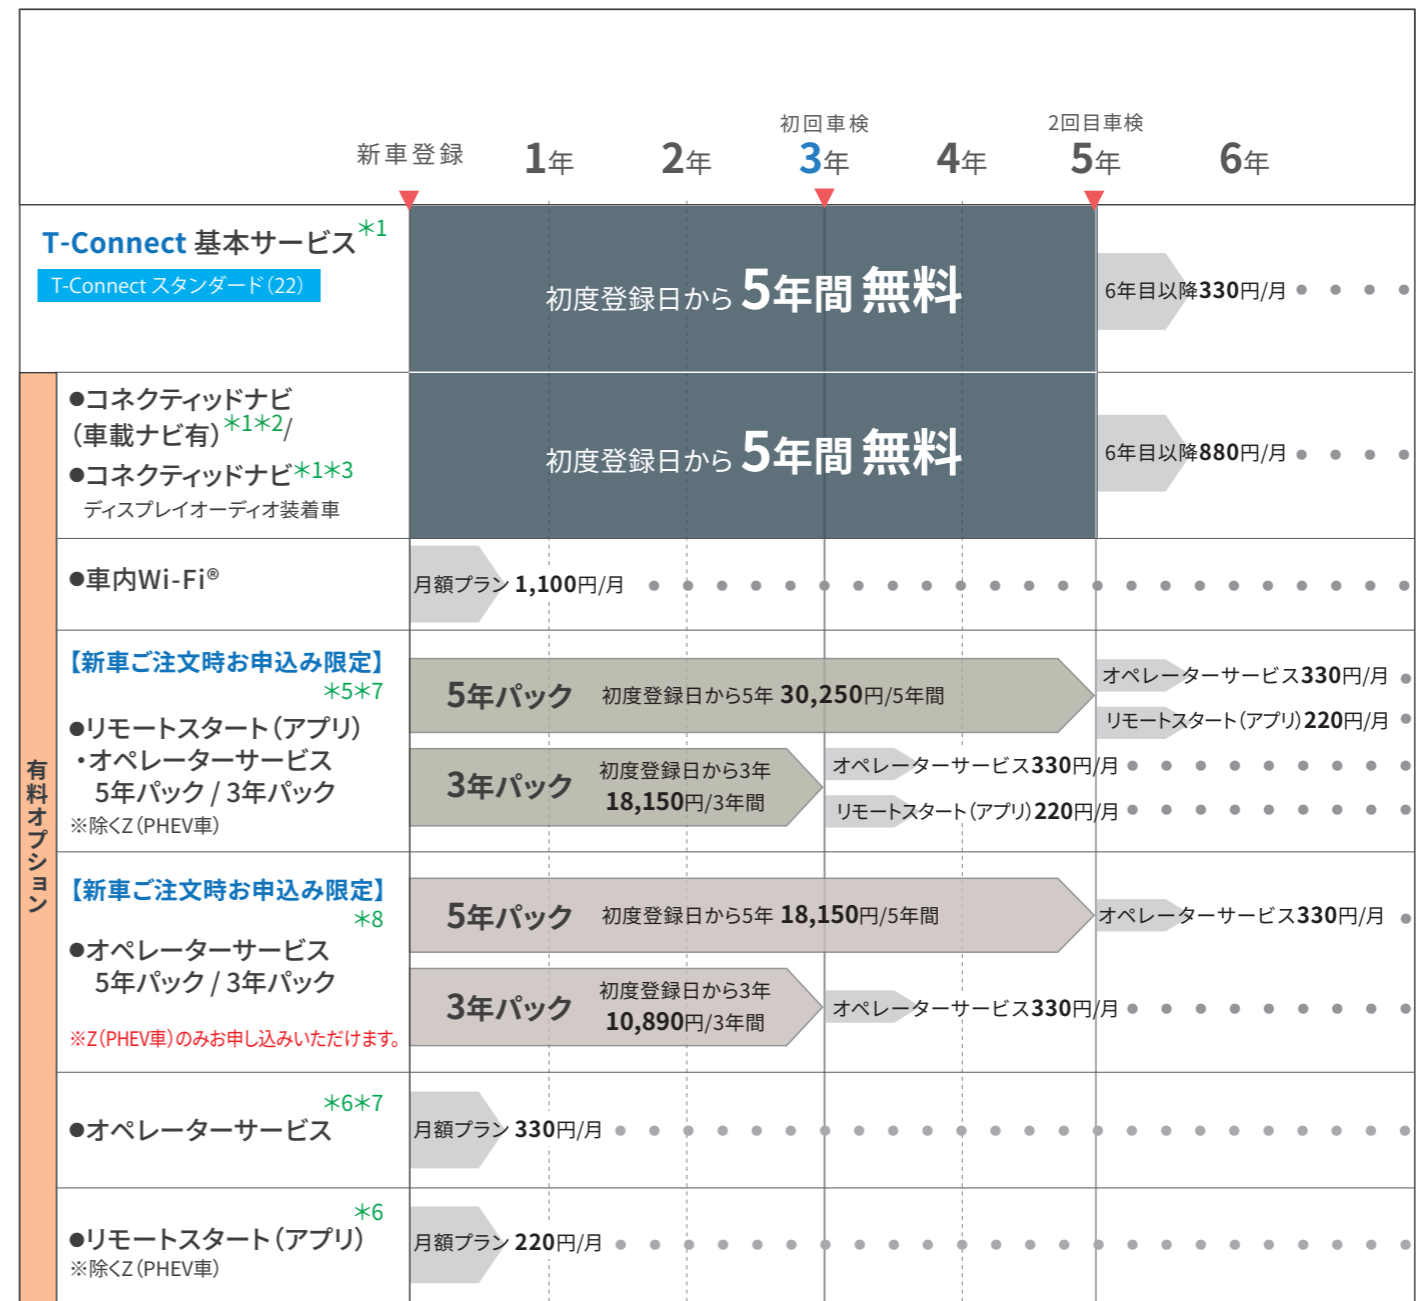 初回車検
2回目車検
新車登録
1年
2年
3年
4年
5年
6年
T-Connect 基本サービス＊1
T-Connect スタンダード（22）
初度登録日から 5年間 無料
6年目以降330円/月
有料オプション
●コネクティッドナビ
（車載ナビ有）＊1＊2/
●コネクティッドナビ＊1＊3
ディスプレイオーディオ装着車
初度登録日から 5年間 無料
6年目以降880円/月
●車内Wi-Fi®
月額プラン 1,100円/月
【新車ご注文時お申込み限定】
＊5＊7
●リモートスタート（アプリ）
・オペレーターサービス
5年パック / 3年パック
※除くZ（PHEV車）
5年パック 初度登録日から5年 30,250円/5年間
オペレーターサービス330円/月
リモートスタート（アプリ）220円/月
3年パック
初度登録日から3年
18,150円/3年間
オペレーターサービス330円/月
リモートスタート（アプリ）220円/月
【新車ご注文時お申込み限定】
＊8
●オペレーターサービス
5年パック / 3年パック
※Z（PHEV車）のみお申し込みいただけます。
5年パック 初度登録日から5年 18,150円/5年間
オペレーターサービス330円/月
3年パック
初度登録日から3年
10,890円/3年間
オペレーターサービス330円/月
＊6＊7
●オペレーターサービス
月額プラン 330円/月
＊6
●リモートスタート（アプリ）
※除くZ（PHEV車）
月額プラン 220円/月